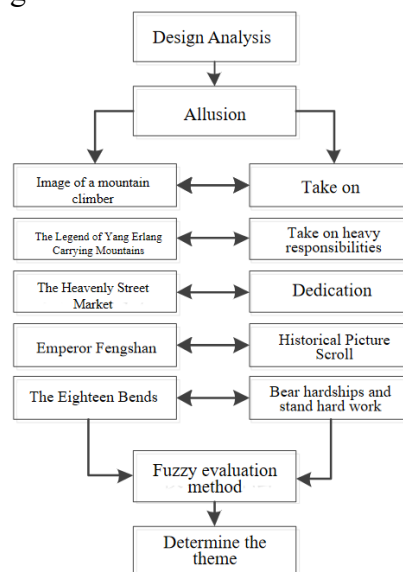 g
Design Analysis
Allusion
Image of a mountain
climber
Take on
The Legend of Yang Erlang
Carrying Mountains
Take on heavy
responsibilities
The Heavenly Street
Market
Dedication
Emperor Fengshan
Historical Picture
Scroll
The Eighteen Bends
Bear hardships and
stand hard work
Fuzzy evaluation
method
Determine the
theme